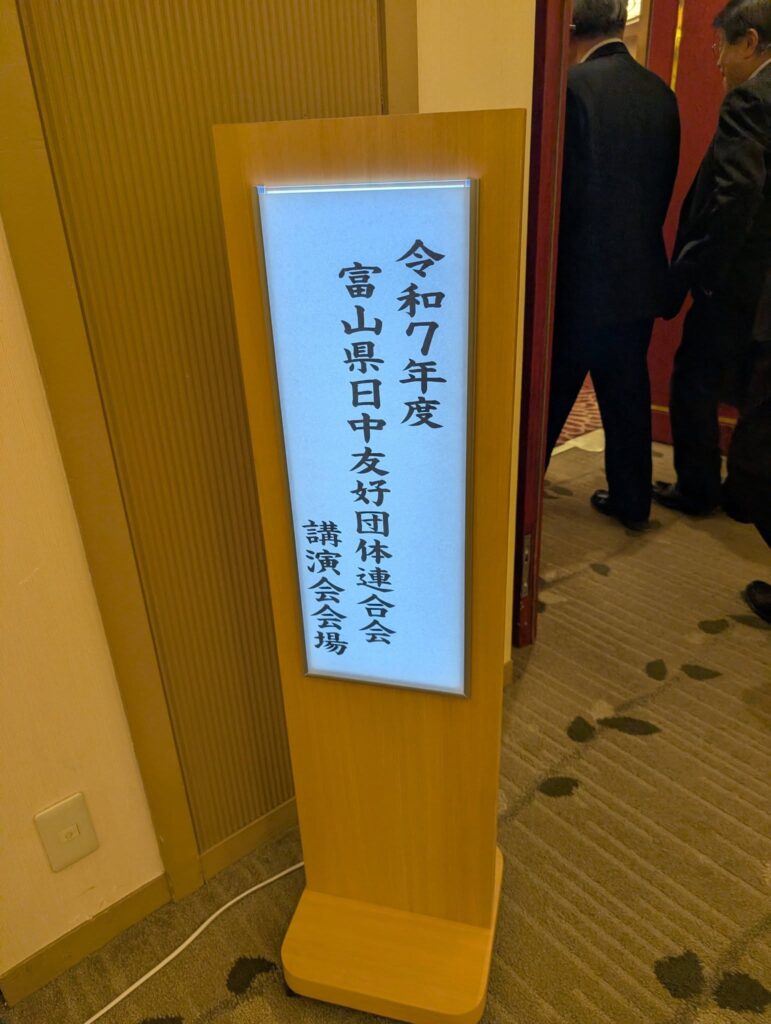 令和7年度
富山県日中友好団体連合会
講演会会場